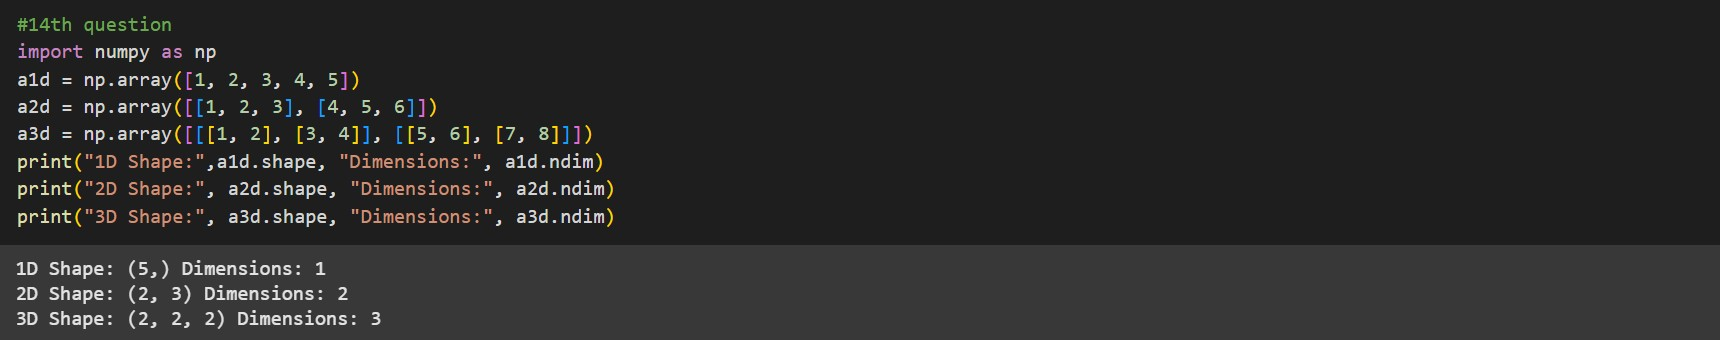 #14th question
import numpy as np
a1d = np.array([1, 2, 3, 4, 5])
a2d = np.array([[1, 2, 3], [4, 5, 6]])
a3d = np.array([[[1, 2], [3, 4]], [[5, 6], [7, 8]]])
print("1D Shape:",a1d.shape, "Dimensions:", a1d.ndim)
print("2D Shape:", a2d.shape, "Dimensions:", a2d.ndim)
print("3D Shape:", a3d.shape, "Dimensions:", a3d.ndim)
1D Shape: (5,) Dimensions: 1
2D Shape: (2, 3) Dimensions: 2
3D Shape: (2, 2, 2) Dimensions: 3